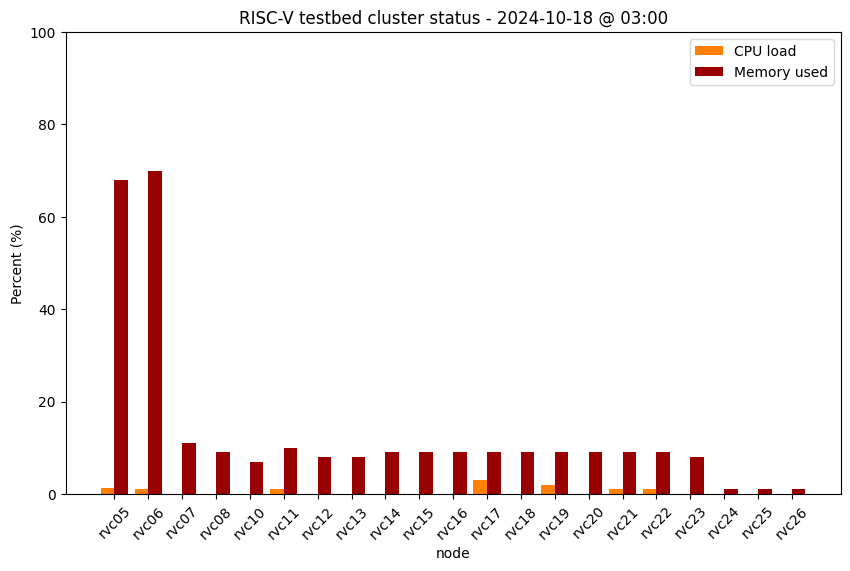 RISC-V testbed cluster status - 2024-10-18 @ 03:00
CPU load
Memory used
Percent (%)
100
80
60
40
20
0
rvc05 rvc06 rvc07 rvc08 rvc10 rvc11 rvc12 rvc13 rvc14 rvc15 rvc16 rvc17 rvc18 rvc19 rvc20 rvc21 rvc22 rvc23 rvc24 rvc25 rvc26
node